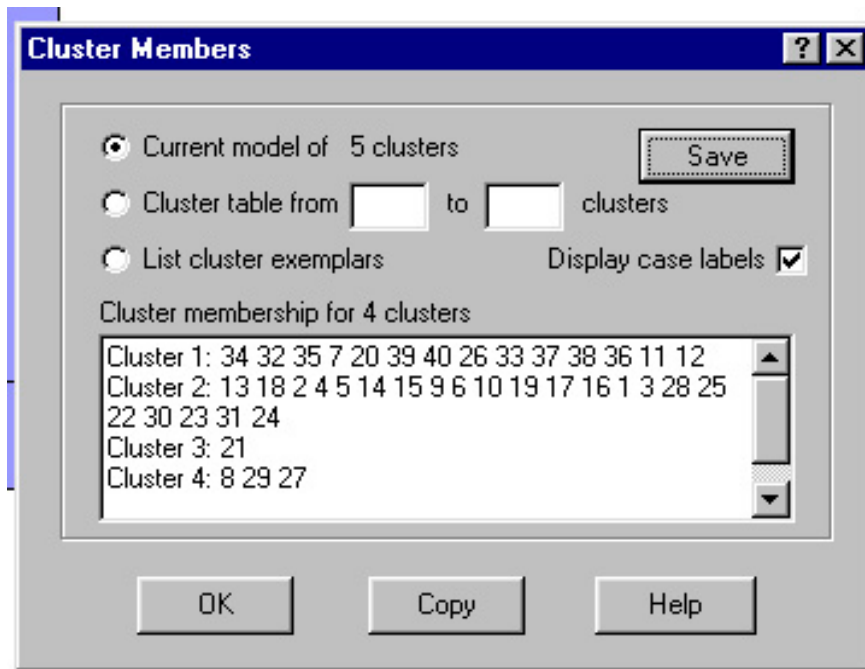 Cluster Members
Current model of 5 clusters
Save
Cluster table from to clusters
List cluster exemplars
Display case labels
Cluster membership for 4 clusters
Cluster 1: 34 32 35 7 20 39 40 26 33 37 38 36 11 12
Cluster 2: 13 18 2 4 5 14 15 9 6 10 19 17 16 1 3 28 25
22 30 23 31 24
Cluster 3: 21
Cluster 4: 8 29 27
OK
Copy
Help